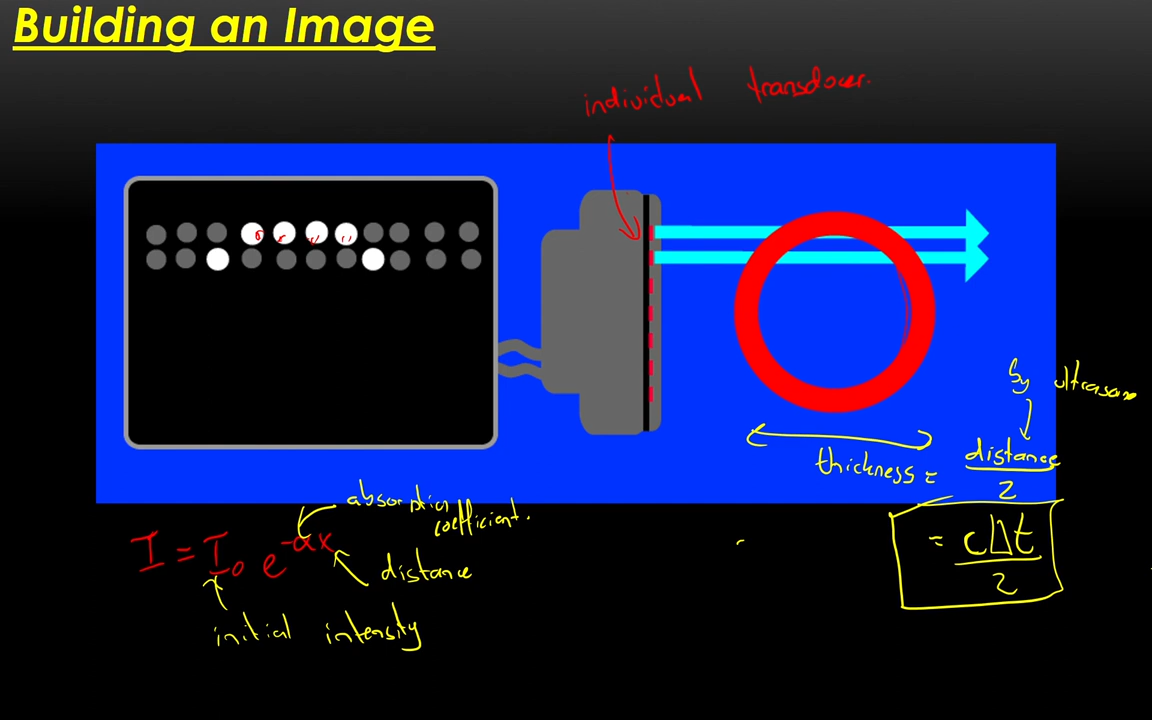 Building an Image
individual transducer.
by ultrasound
thickness = distance/2
= cΔt/2
absorption coefficient.
I = I₀ e^-αx
distance
initial intensity